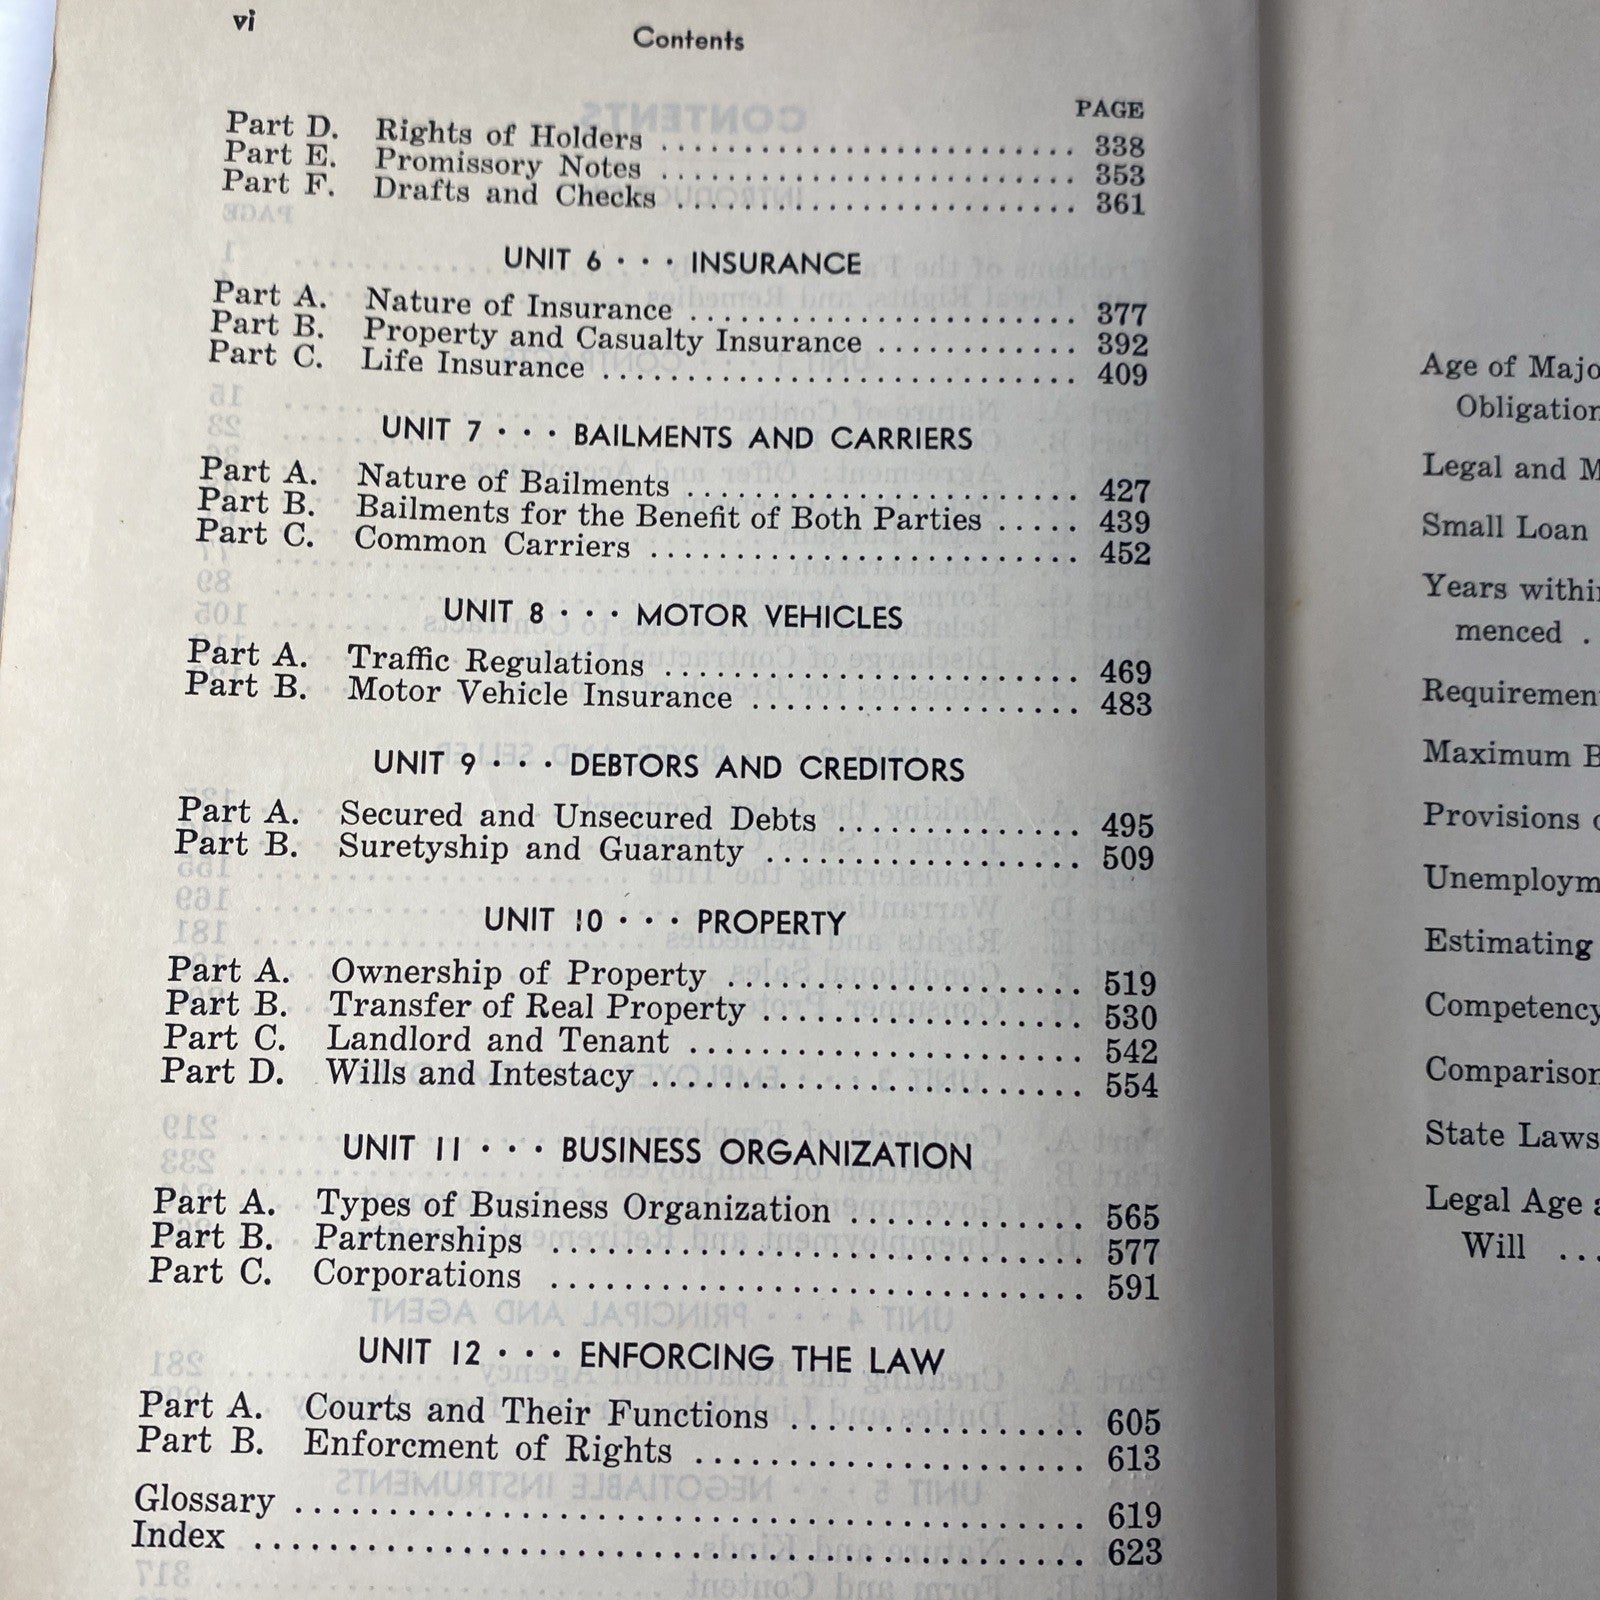 vi
Contents
PAGE
Part D. Rights of Holders ........................... 338
Part E. Promissory Notes ........................... 353
Part F. Drafts and Checks .......................... 361
UNIT 6 · · · INSURANCE
Part A. Nature of Insurance ........................ 377
Part B. Property and Casualty Insurance ............ 392
Part C. Life Insurance ............................. 409
UNIT 7 · · · BAILMENTS AND CARRIERS
Part A. Nature of Bailments ........................ 427
Part B. Bailments for the Benefit of Both Parties ..... 439
Part C. Common Carriers ............................ 452
UNIT 8 · · · MOTOR VEHICLES
Part A. Traffic Regulations ........................ 469
Part B. Motor Vehicle Insurance .................... 483
UNIT 9 · · · DEBTORS AND CREDITORS
Part A. Secured and Unsecured Debts ............... 495
Part B. Suretyship and Guaranty ................... 509
UNIT 10 · · · PROPERTY
Part A. Ownership of Property ..................... 519
Part B. Transfer of Real Property .................. 530
Part C. Landlord and Tenant ....................... 542
Part D. Wills and Intestacy ........................ 554
UNIT 11 · · · BUSINESS ORGANIZATION
Part A. Types of Business Organization ............. 565
Part B. Partnerships .............................. 577
Part C. Corporations .............................. 591
UNIT 12 · · · ENFORCING THE LAW
Part A. Courts and Their Functions ................ 605
Part B. Enforcment of Rights ...................... 613
Glossary ......................................... 619
Index ............................................ 623
Age of Majo
Obligation
Legal and M
Small Loan
Years within
menced .
Requiremen
Maximum B
Provisions o
Unemploym
Estimating
Competency
Comparison
State Laws
Legal Age a
Will ...